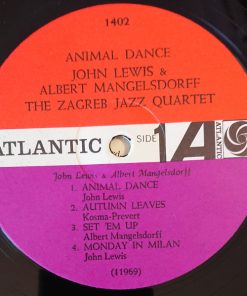 1402
ANIMAL DANCE
JOHN LEWIS &
ALBERT MANGELSDORFF
THE ZAGREB JAZZ QUARTET
ATLANTIC SIDE 1 A ATLANTIC
John Lewis & Albert Mangelsdorff
1. ANIMAL DANCE
John Lewis
2. AUTUMN LEAVES
Kosma-Prevert
3. SET 'EM UP
Albert Mangelsdorff
4. MONDAY IN MILAN
John Lewis
(11969)